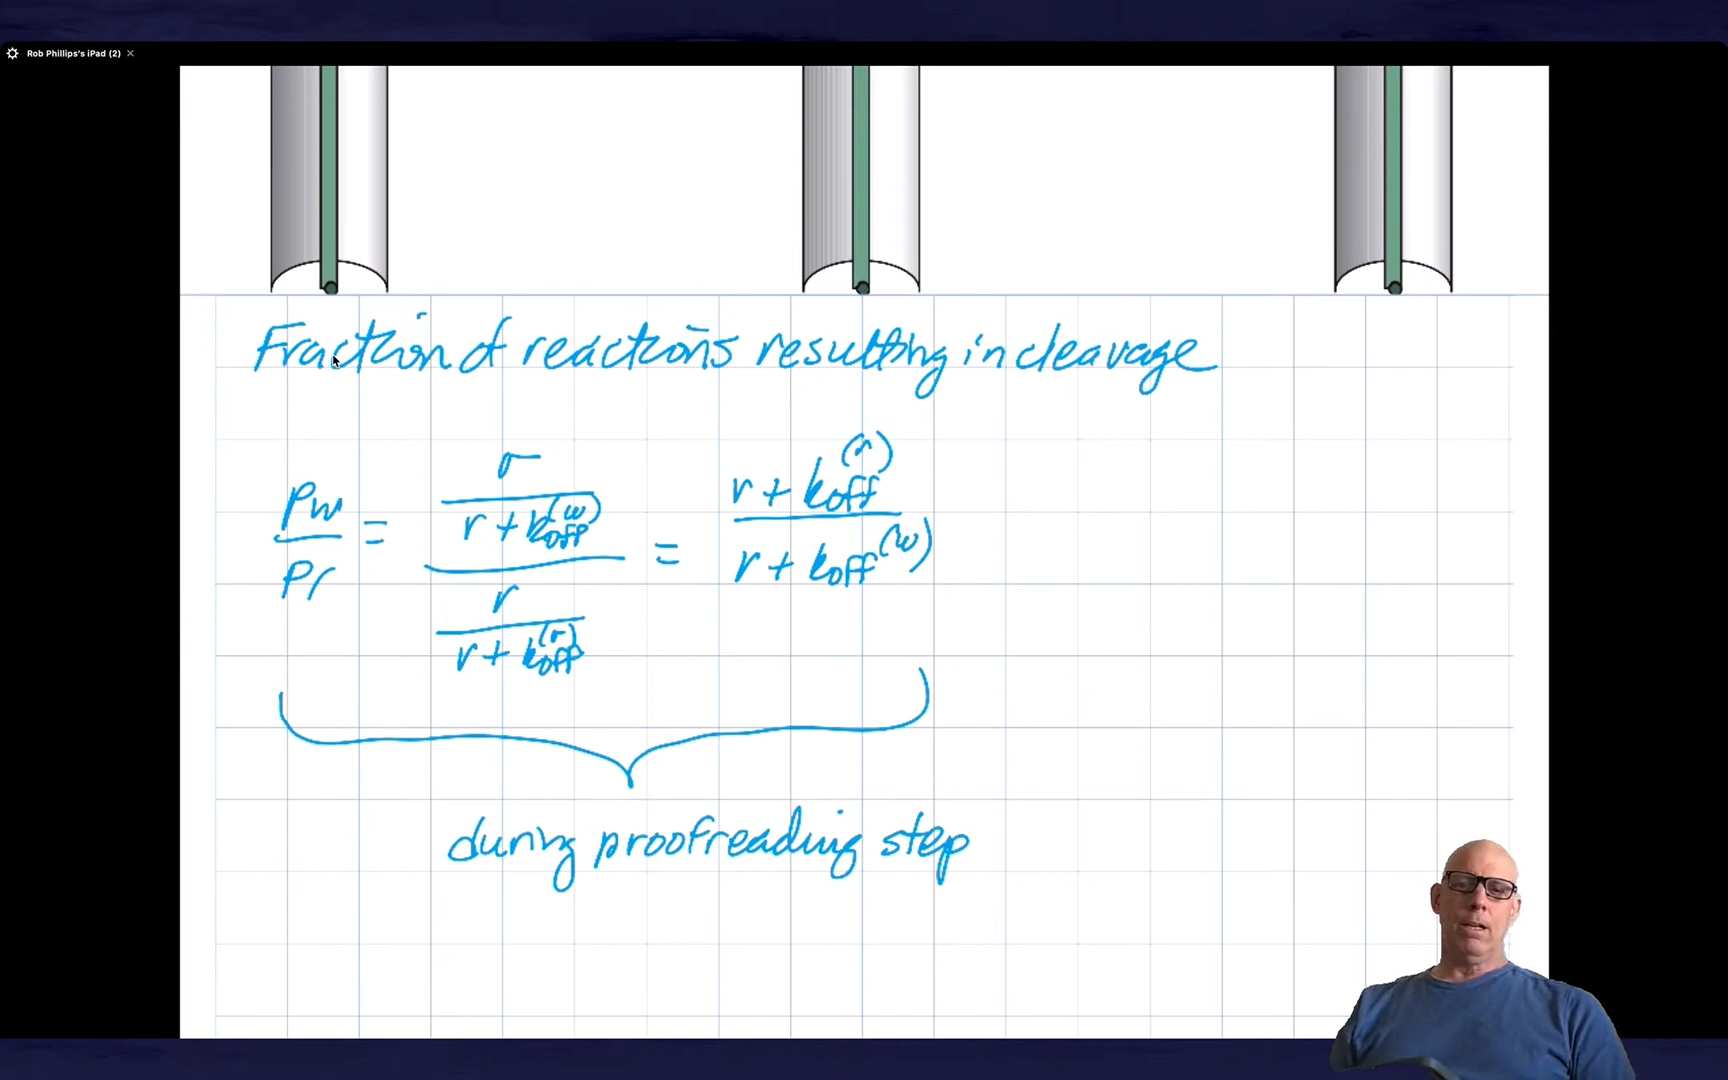 Rob Phillips's iPad (2) ×
Fraction of reactions resulting in cleavage
pw/pr = (r/(r + koff^(w)))/(r/(r + koff^(r))) = (r + koff^(r))/(r + koff^(w))
during proofreading step